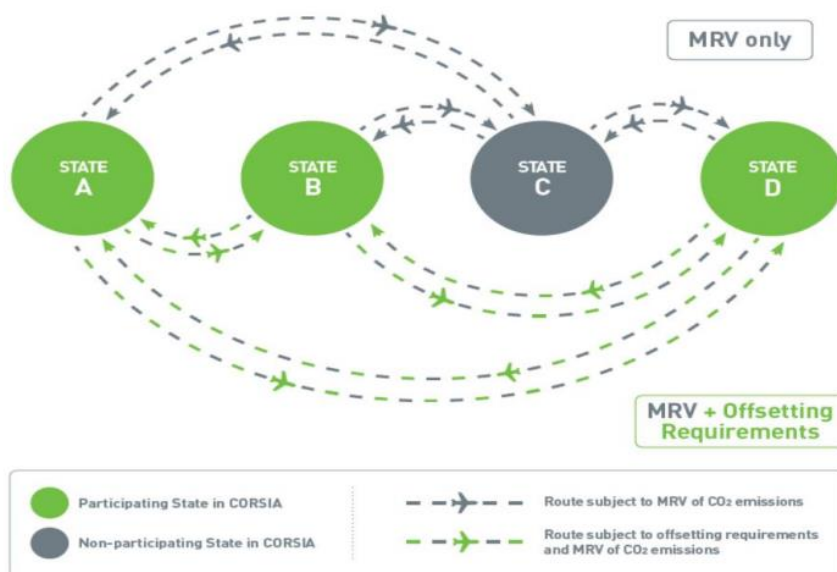 MRV only
STATE
A
STATE
B
STATE
C
STATE
D
MRV + Offsetting
Requirements
Participating State in CORSIA
Non-participating State in CORSIA
Route subject to MRV of CO₂ emissions
Route subject to offsetting requirements
and MRV of CO₂ emissions